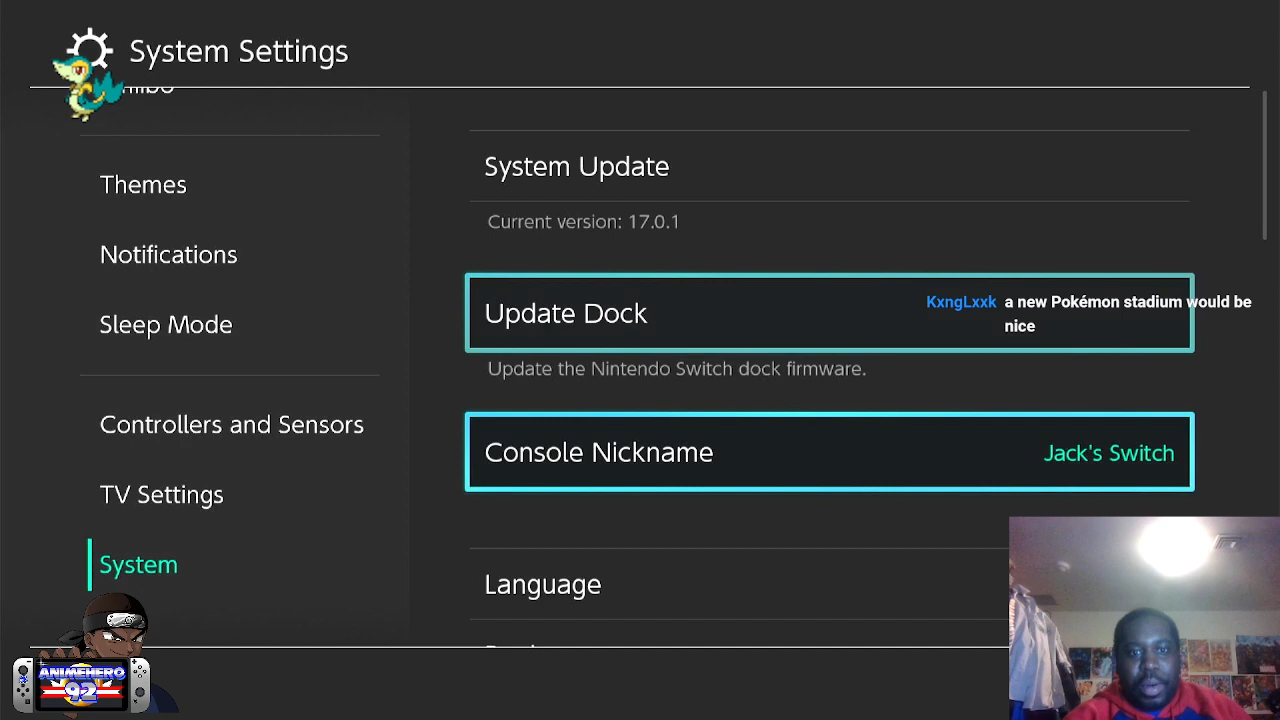 System Settings
Themes
Notifications
Sleep Mode
Controllers and Sensors
TV Settings
System
System Update
Current version: 17.0.1
Update Dock
KxngLxxk a new Pokémon stadium would be
nice
Update the Nintendo Switch dock firmware.
Console Nickname
Jack's Switch
Language
ANIMEHERO
92